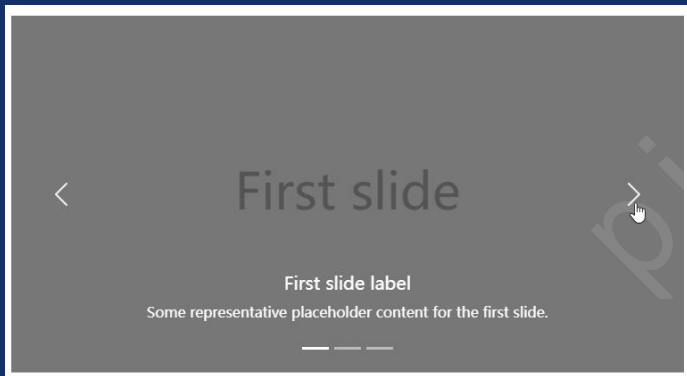 First slide
First slide label
Some representative placeholder content for the first slide.